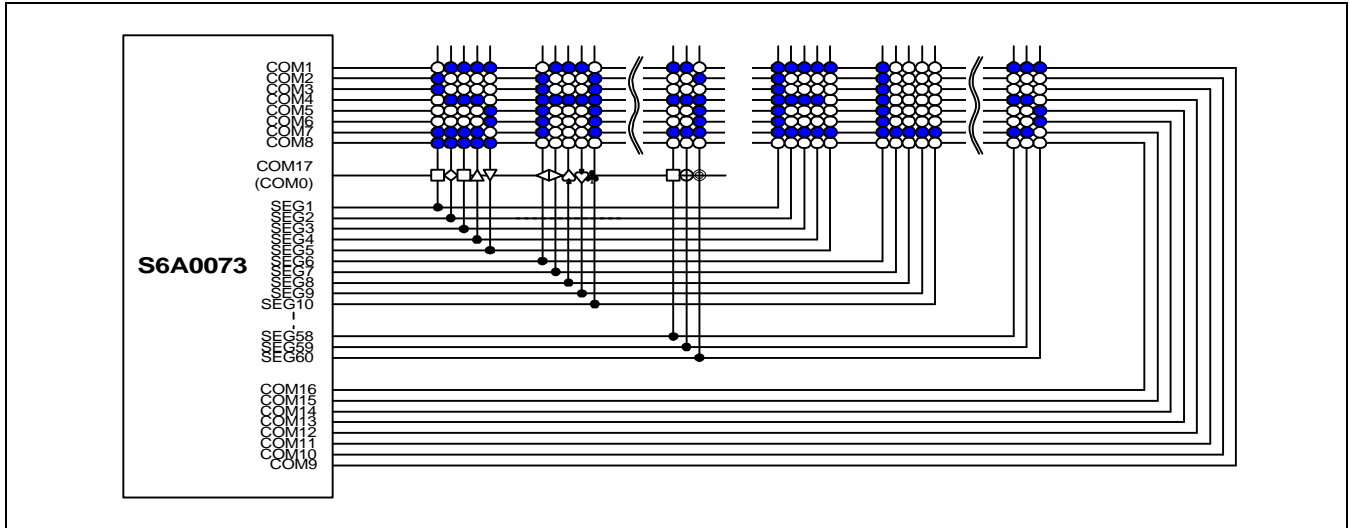 COM1
COM2
COM3
COM4
COM5
COM6
COM7
COM8
COM17
(COM0)
SEG1
SEG2
SEG3
SEG4
SEG5
S6A0073
SEG6
SEG7
SEG8
SEG9
SEG10
SEG58
SEG59
SEG60
COM16
COM15
COM14
COM13
COM12
COM11
COM10
COM9